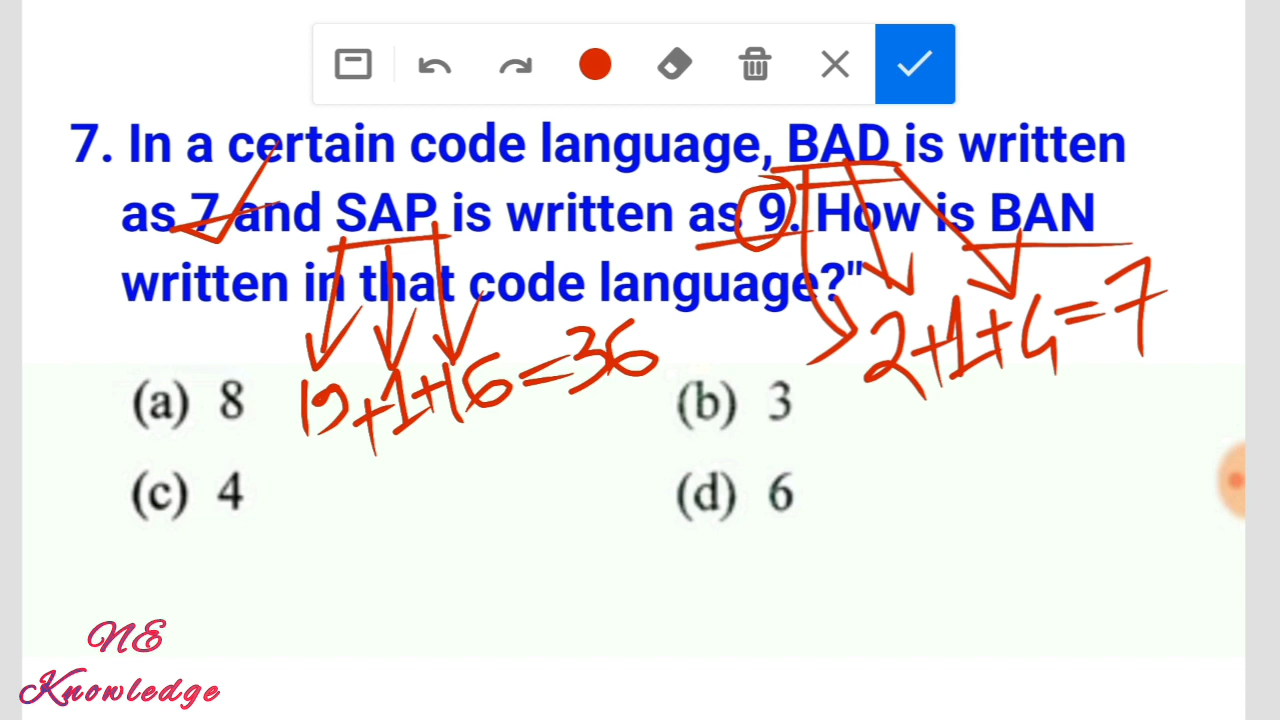 7. In a certain code language, BAD is written
as 7 and SAP is written as 9. How is BAN
written in that code language?"
2+1+4=7
19+1+16=36
(a) 8
(b) 3
(c) 4
(d) 6
NE
Knowledge